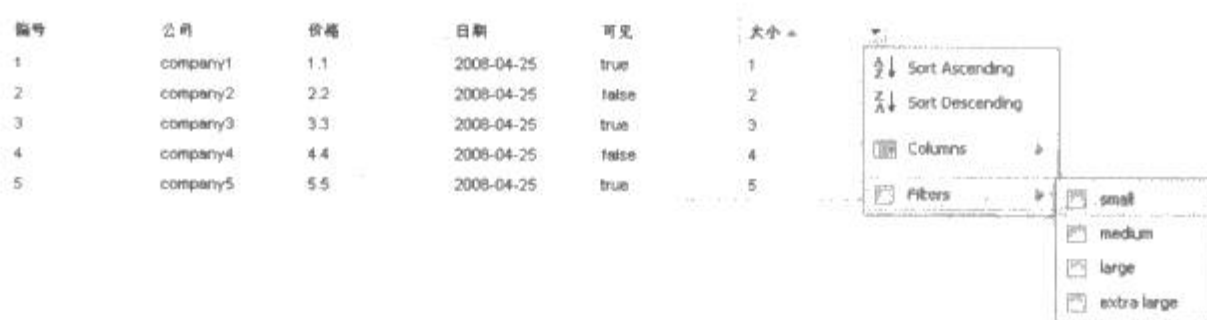 编号 公司 价格 日期 可见 大小
1 company1 1.1 2008-04-25 true 1
2 company2 2.2 2008-04-25 false 2
3 company3 3.3 2008-04-25 true 3
4 company4 4.4 2008-04-25 false 4
5 company5 5.5 2008-04-25 true 5
Sort Ascending
Sort Descending
Columns
Filters
small
medium
large
extra large